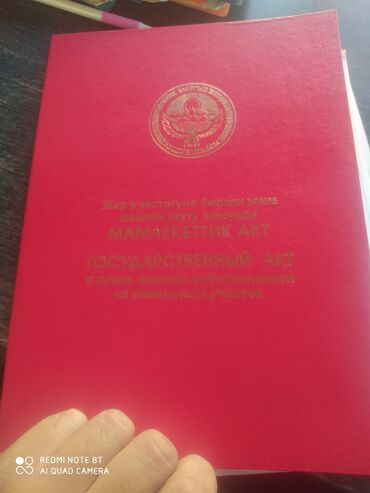 Жер участогуна болгон жеке
менчик укугу жөнүндө
МАМЛЕКЕТТИК АКТ
ГОСУДАРСТВЕННЫЙ АКТ
о праве частной собственности
на земельный участок
REDMI NOTE 8T
AI QUAD CAMERA